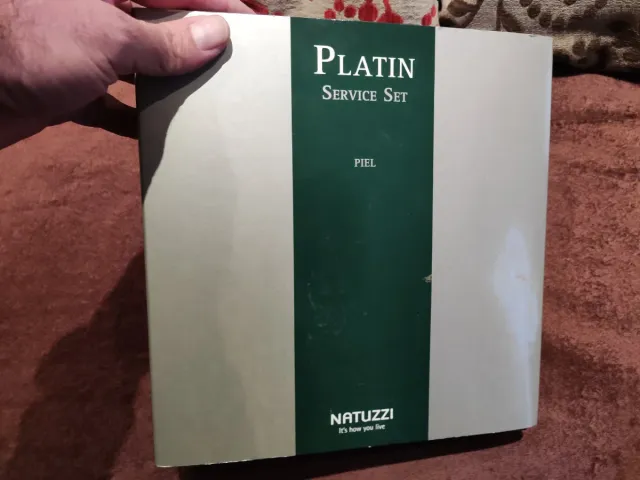 PLATIN
SERVICE SET
PIEL
NATUZZI
It's how you live